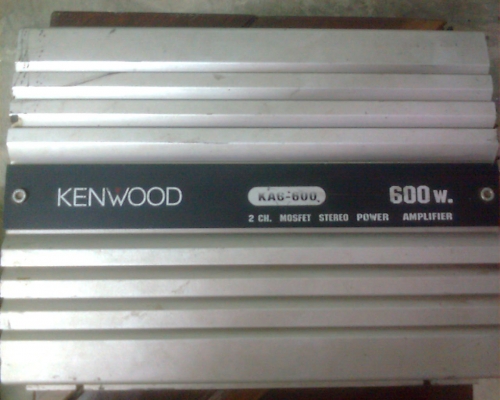 KENWOOD KAC-600 600 W.
2 CH. MOSFET STEREO POWER AMPLIFIER